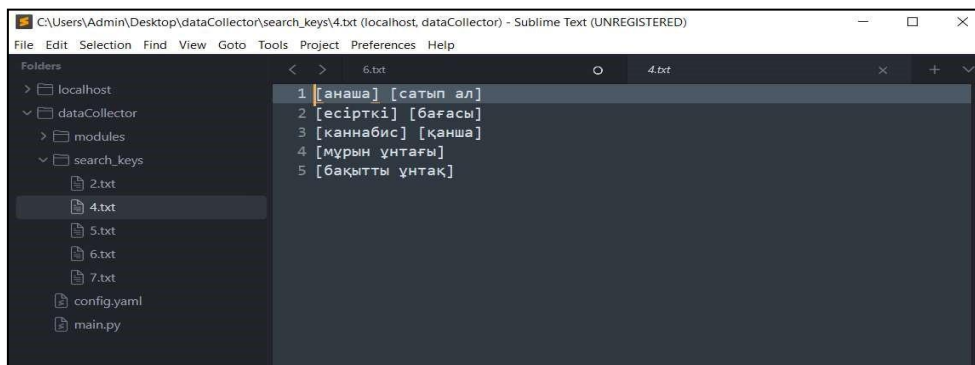 C:\Users\Admin\Desktop\dataCollector\search_keys\4.txt (localhost, dataCollector) - Sublime Text (UNREGISTERED)
File Edit Selection Find View Goto Tools Project Preferences Help
Folders
6.txt
4.txt
localhost
dataCollector
modules
search_keys
2.txt
4.txt
5.txt
6.txt
7.txt
config.yaml
main.py
1 [анаша] [сатып ал]
2 [есірткі] [бағасы]
3 [каннабис] [қанша]
4 [мұрын ұнтағы]
5 [бақытты ұнтақ]